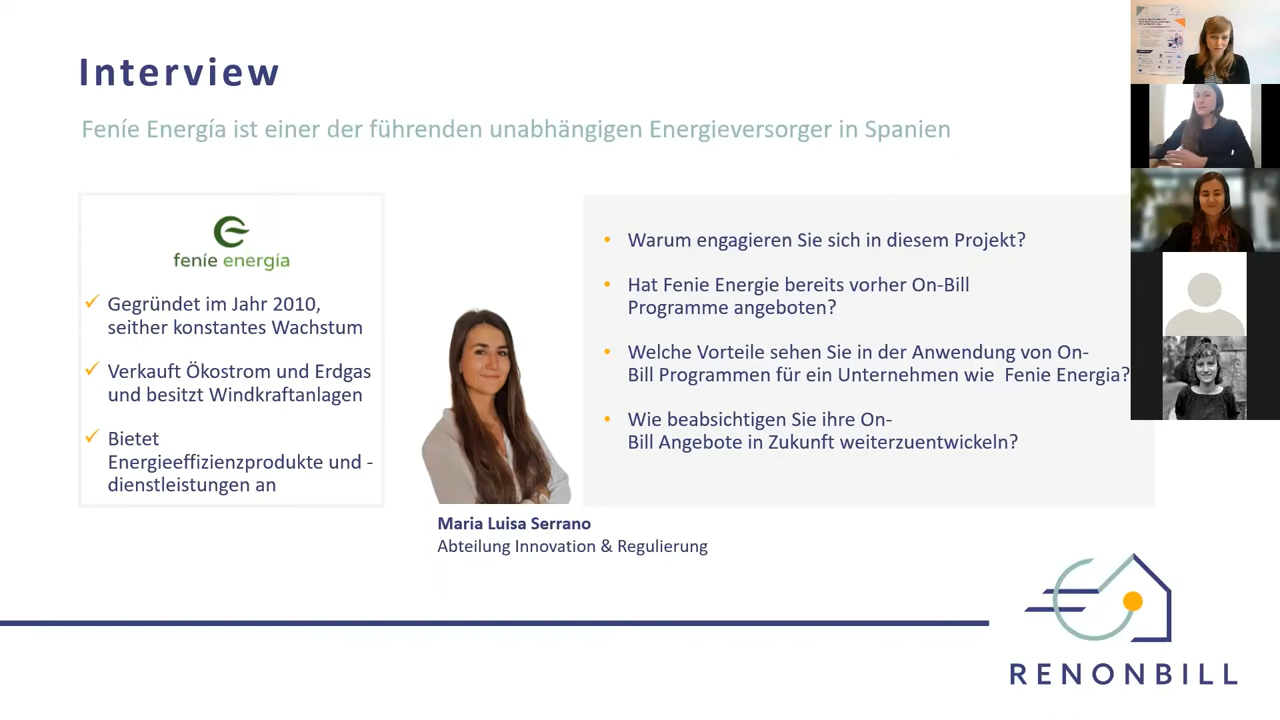 Interview
Feníe Energía ist einer der führenden unabhängigen Energieversorger in Spanien
fenίe energίa
Gegründet im Jahr 2010,
seither konstantes Wachstum
Verkauft Ökostrom und Erdgas
und besitzt Windkraftanlagen
Bietet
Energieeffizienzprodukte und -
dienstleistungen an
Maria Luisa Serrano
Abteilung Innovation & Regulierung
• Warum engagieren Sie sich in diesem Projekt?
• Hat Fenie Energie bereits vorher On-Bill
Programme angeboten?
• Welche Vorteile sehen Sie in der Anwendung von On-
Bill Programmen für ein Unternehmen wie Fenie Energia?
• Wie beabsichtigen Sie ihre On-
Bill Angebote in Zukunft weiterzuentwickeln?
RENONBILL